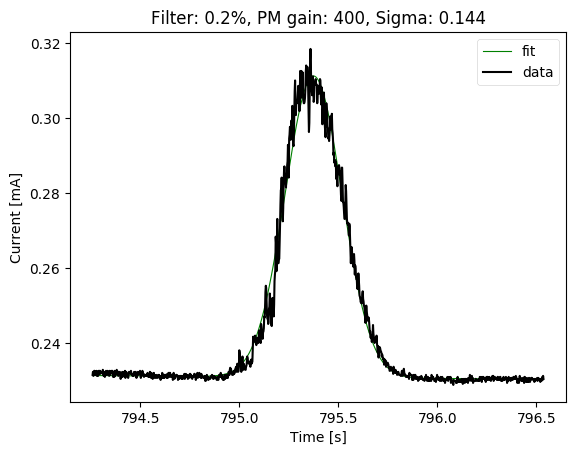 Filter: 0.2%, PM gain: 400, Sigma: 0.144
fit
data
0.32
0.30
0.28
0.26
0.24
Current [mA]
794.5 795.0 795.5 796.0 796.5
Time [s]